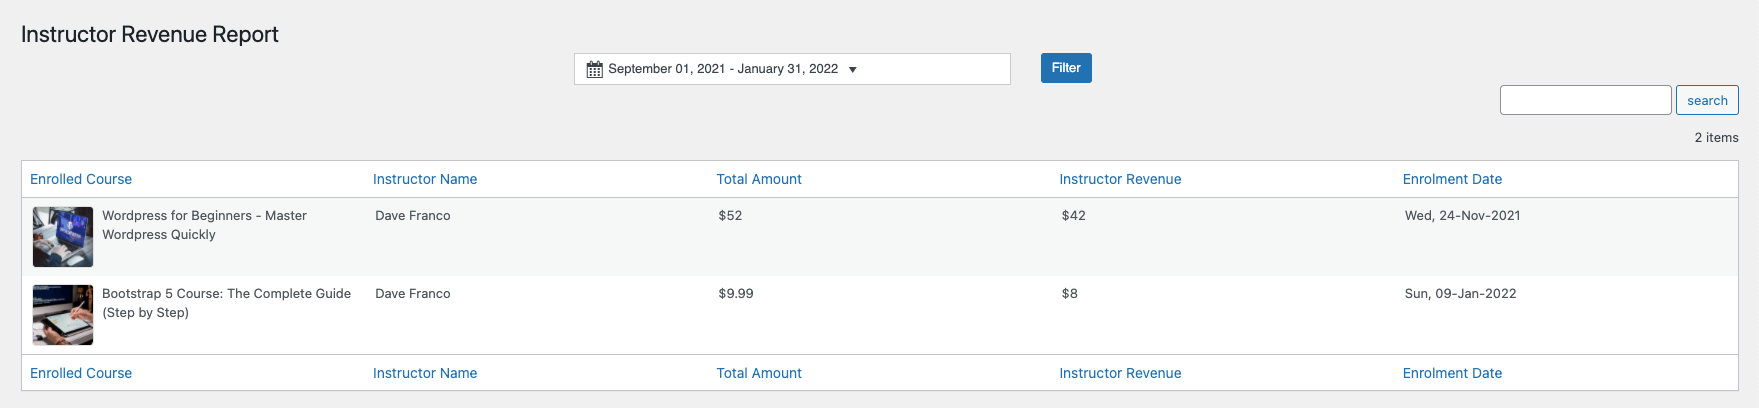 Instructor Revenue Report
September 01, 2021 - January 31, 2022
Filter
search
2 items
Enrolled Course Instructor Name Total Amount Instructor Revenue Enrolment Date
Wordpress for Beginners - Master Dave Franco $52 $42 Wed, 24-Nov-2021
Wordpress Quickly
Bootstrap 5 Course: The Complete Guide Dave Franco $9.99 $8 Sun, 09-Jan-2022
(Step by Step)
Enrolled Course Instructor Name Total Amount Instructor Revenue Enrolment Date